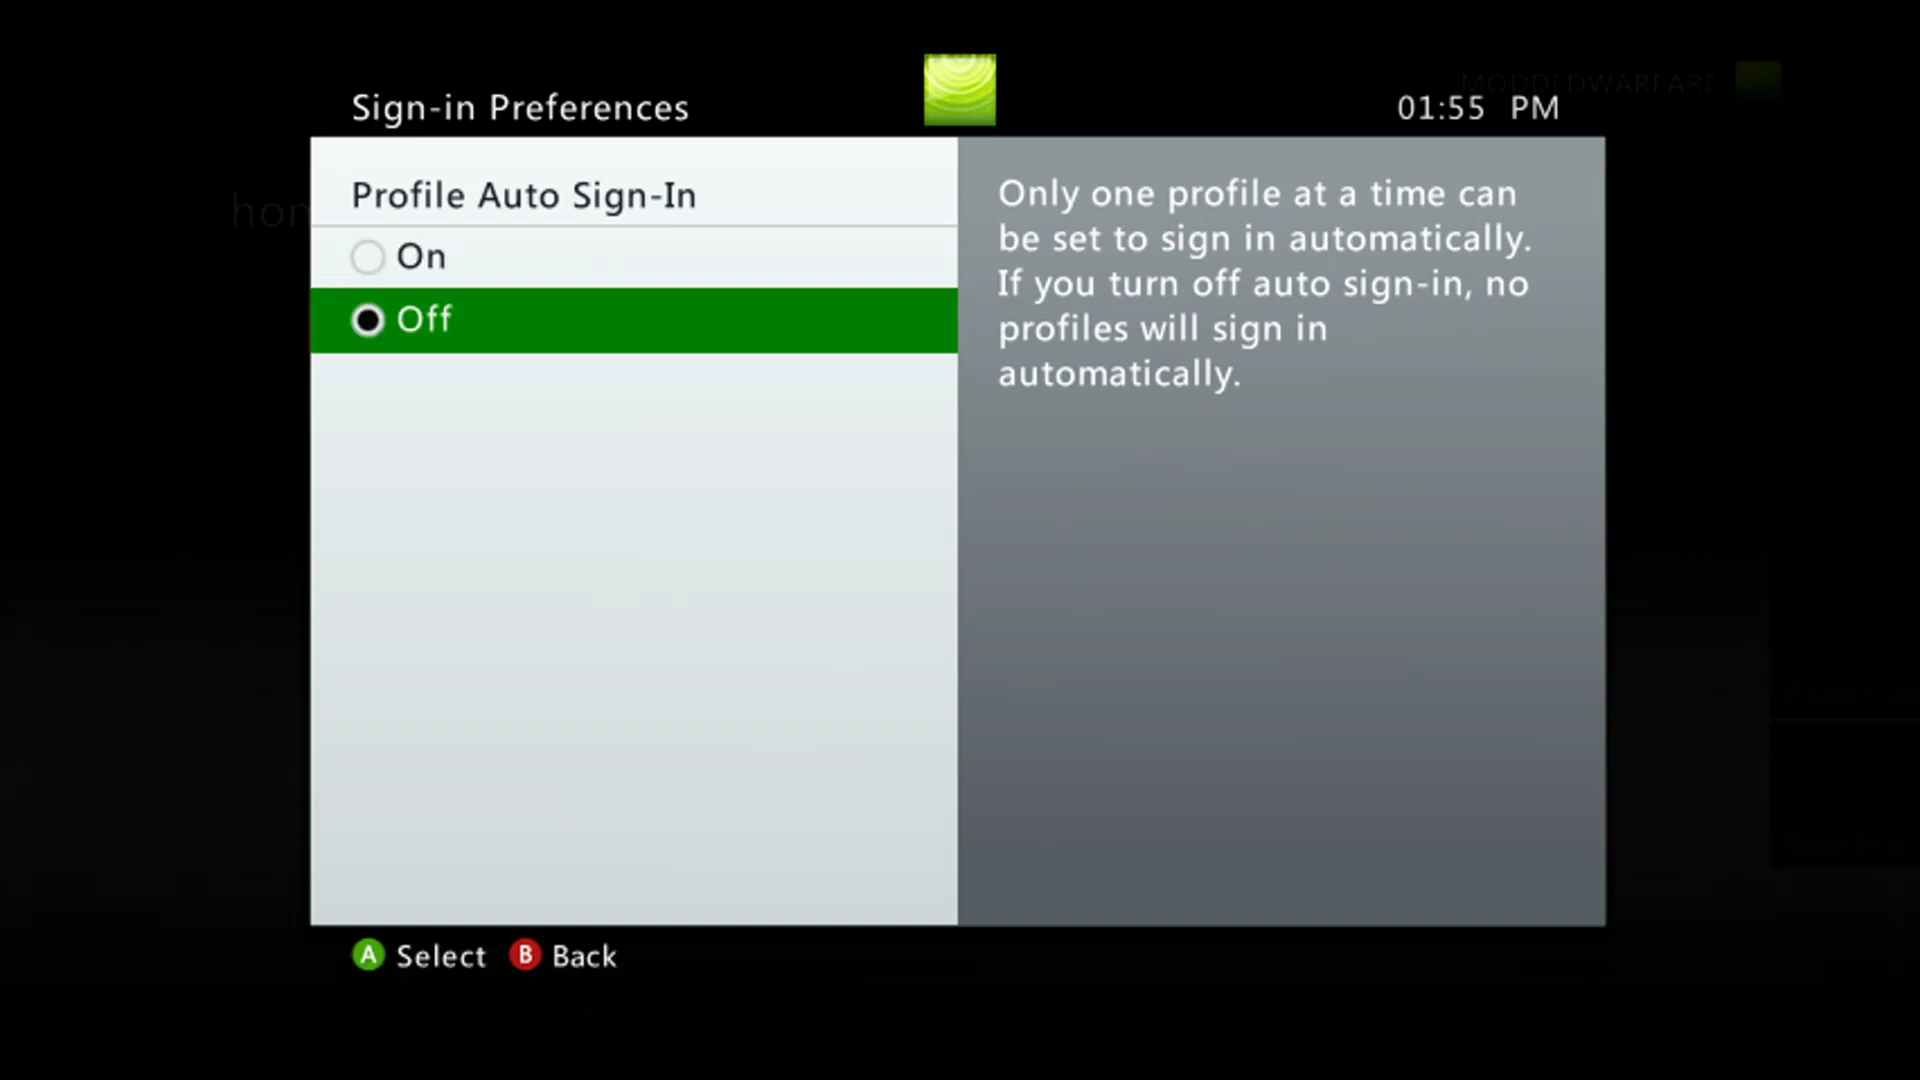 MODDEDWARFARE
Sign-in Preferences
01:55 PM
hom
Profile Auto Sign-In
On
Off
Only one profile at a time can
be set to sign in automatically.
If you turn off auto sign-in, no
profiles will sign in
automatically.
A Select B Back